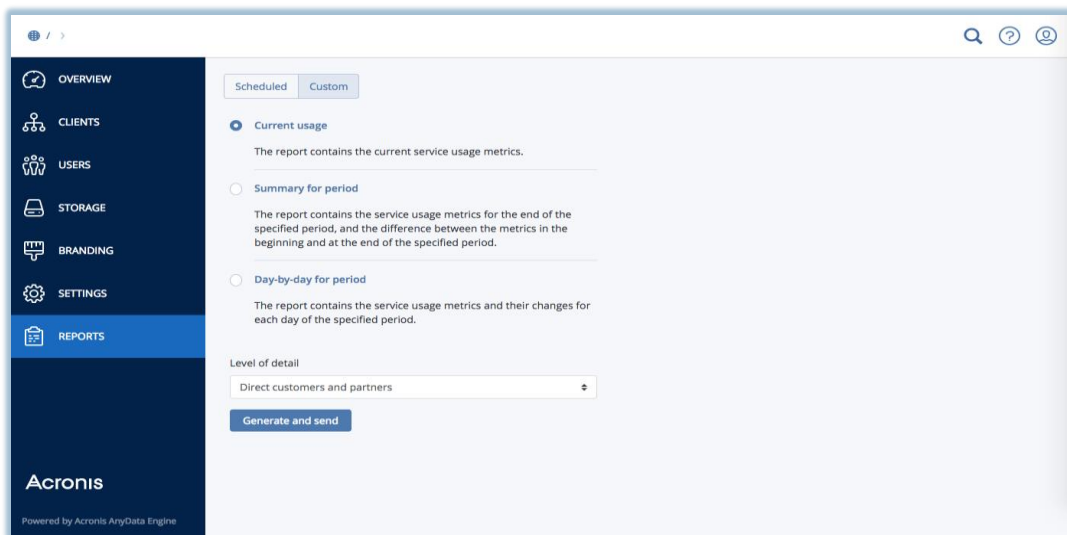 / >
OVERVIEW
CLIENTS
USERS
STORAGE
BRANDING
SETTINGS
REPORTS
Acronis
Powered by Acronis AnyData Engine
?
Scheduled Custom
Current usage
The report contains the current service usage metrics.
Summary for period
The report contains the service usage metrics for the end of the
specified period, and the difference between the metrics in the
beginning and at the end of the specified period.
Day-by-day for period
The report contains the service usage metrics and their changes for
each day of the specified period.
Level of detail
Direct customers and partners
Generate and send